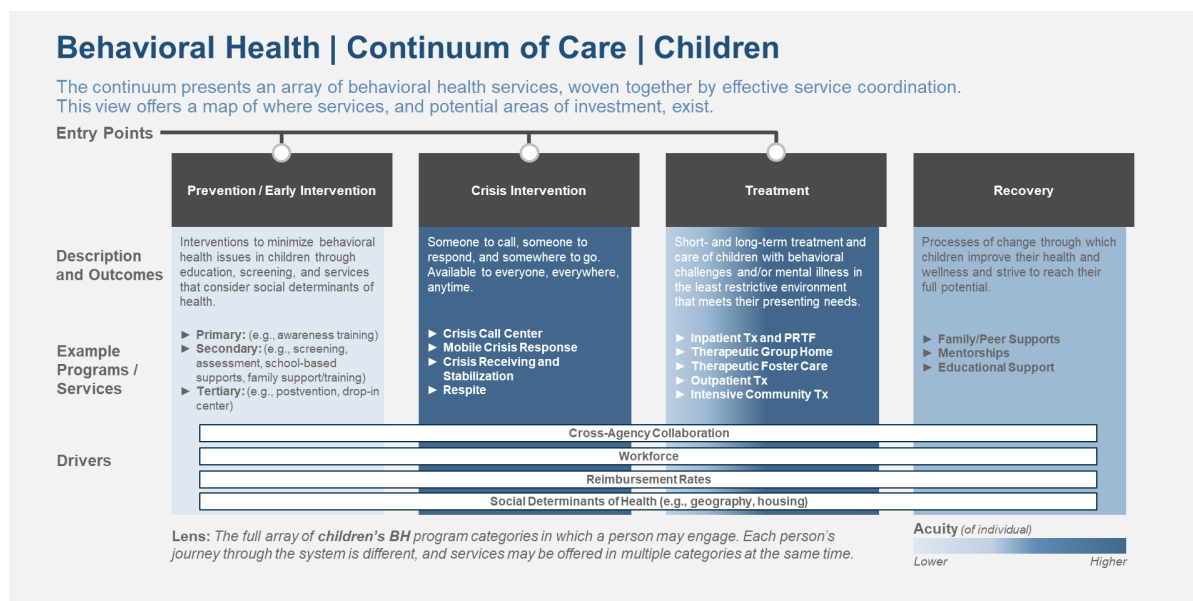 Behavioral Health | Continuum of Care | Children
The continuum presents an array of behavioral health services, woven together by effective service coordination.
This view offers a map of where services, and potential areas of investment, exist.
Entry Points
Prevention / Early Intervention
Crisis Intervention
Treatment
Recovery
Description
and Outcomes
Interventions to minimize behavioral
health issues in children through
education, screening, and services
that consider social determinants of
health.
Someone to call, someone to
respond, and somewhere to go.
Available to everyone, everywhere,
anytime.
Short- and long-term treatment and
care of children with behavioral
challenges and/or mental illness in
the least restrictive environment
that meets their presenting needs.
Processes of change through which
children improve their health and
wellness and strive to reach their
full potential.
Example
Programs /
Services
► Primary: (e.g., awareness training)
► Secondary: (e.g., screening,
assessment, school-based
supports, family support/training)
► Tertiary: (e.g., postvention, drop-in
center)
► Crisis Call Center
► Mobile Crisis Response
► Crisis Receiving and
Stabilization
► Respite
► Inpatient Tx and PRTF
► Therapeutic Group Home
► Therapeutic Foster Care
► Outpatient Tx
► Intensive Community Tx
► Family/Peer Supports
► Mentorships
► Educational Support
Drivers
Cross-Agency Collaboration
Workforce
Reimbursement Rates
Social Determinants of Health (e.g., geography, housing)
Lens: The full array of children's BH program categories in which a person may engage. Each person's
journey through the system is different, and services may be offered in multiple categories at the same time.
Acuity (of individual)
Lower Higher